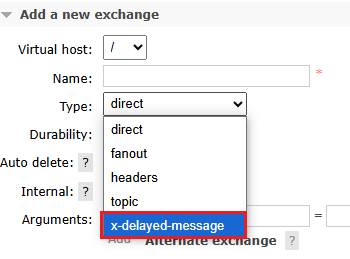 Add a new exchange
Virtual host: /
Name: *
Type: direct
direct
Durability:
fanout
Auto delete: ?
headers
Internal: ?
topic
Arguments: =
x-delayed-message
Add Alternate exchange ?